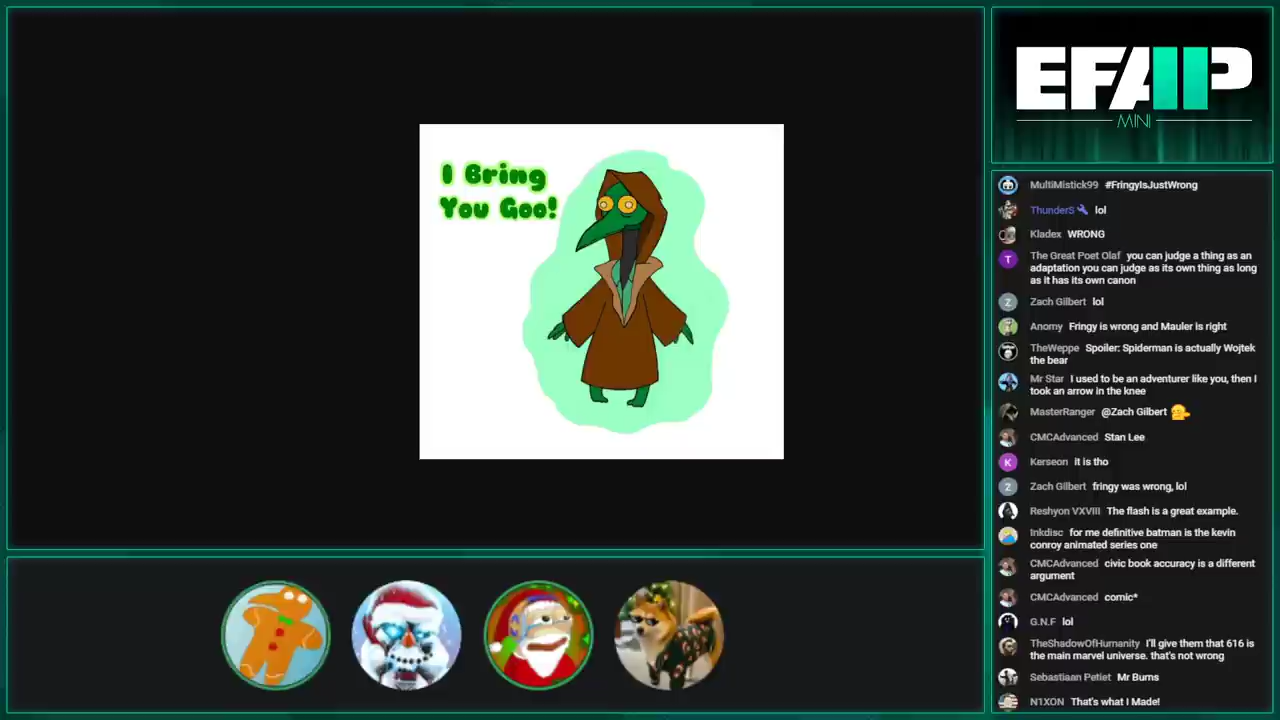 I Bring
You Goo!
EFAP
MINI
MultiMistick99 #FringyIsJustWrong
ThunderS lol
Kladex WRONG
The Great Poet Olaf you can judge a thing as an
adaptation you can judge as its own thing as long
as it has its own canon
Zach Gilbert lol
Anomy Fringy is wrong and Mauler is right
TheWeppe Spoiler: Spiderman is actually Wojtek
the bear
Mr Star I used to be an adventurer like you, then I
took an arrow in the knee
MasterRanger @Zach Gilbert
CMCAdvanced Stan Lee
Kerseon it is tho
Zach Gilbert fringy was wrong, lol
Reshyon VXVIII The flash is a great example.
Inkdisc for me definitive batman is the kevin
conroy animated series one
CMCAdvanced civic book accuracy is a different
argument
CMCAdvanced comic*
G.N.F lol
TheShadowOfHumanity I'll give them that 616 is
the main marvel universe. that's not wrong
Sebastiaan Petiet Mr Burns
N1XON That's what I Made!